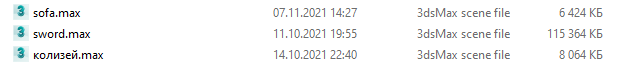 sofa.max 07.11.2021 14:27 3dsMax scene file 6 424 КБ
sword.max 11.10.2021 19:55 3dsMax scene file 115 364 КБ
колизей.max 14.10.2021 22:40 3dsMax scene file 8 064 КБ